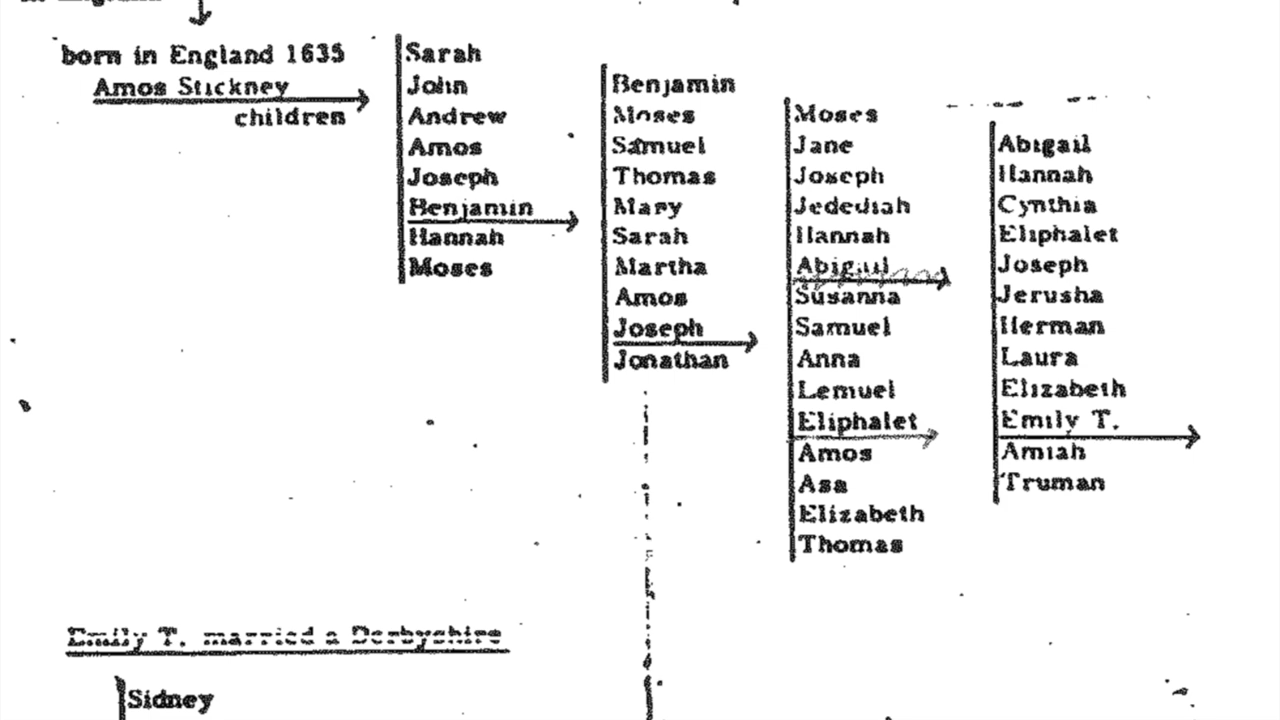 born in England 1635
Amos Stickney
children
Sarah
John
Andrew
Amos
Joseph
Benjamin
Hannah
Moses
Benjamin
Moses
Samuel
Thomas
Mary
Sarah
Martha
Amos
Joseph
Jonathan
Moses
Jane
Joseph
Jedediah
Hannah
Abigail
Susanna
Samuel
Anna
Lemuel
Eliphalet
Amos
Asa
Elizabeth
Thomas
Abigail
Hannah
Cynthia
Eliphalet
Joseph
Jerusha
Herman
Laura
Elizabeth
Emily T.
Amiah
Truman
Emily T. married a Derbyshire
Sidney